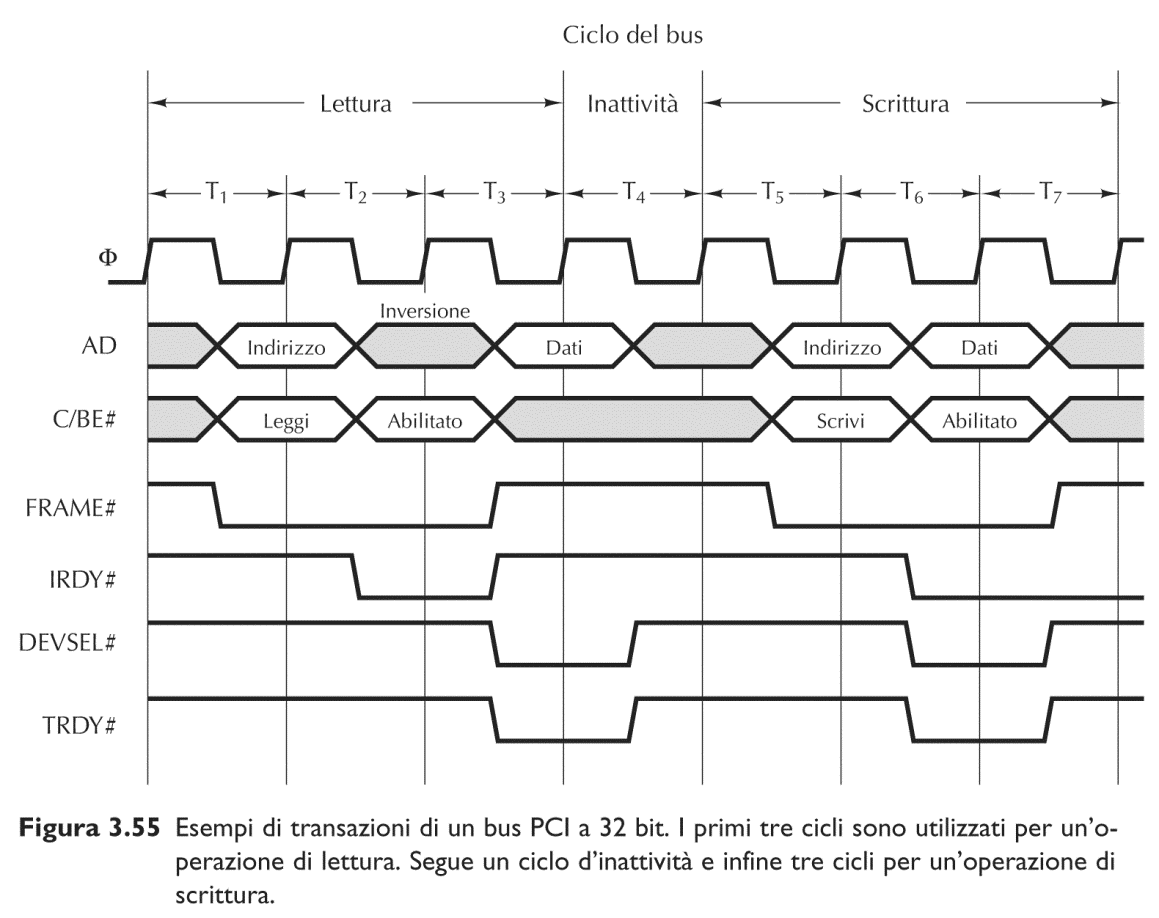 Ciclo del bus
Lettura Inattività Scrittura
T1 T2 T3 T4 T5 T6 T7
Φ
Inversione
AD Indirizzo Dati Indirizzo Dati
C/BE# Leggi Abilitato Scrivi Abilitato
FRAME#
IRDY#
DEVSEL#
TRDY#
Figura 3.55 Esempi di transazioni di un bus PCI a 32 bit. I primi tre cicli sono utilizzati per un'o-
perazione di lettura. Segue un ciclo d'inattività e infine tre cicli per un'operazione di
scrittura.